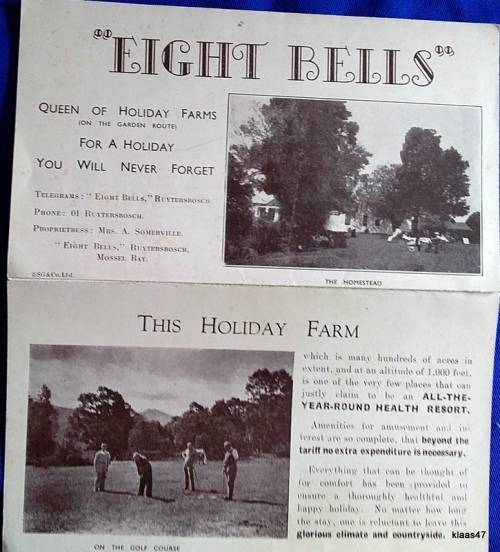 "EIGHT BELLS"
QUEEN OF HOLIDAY FARMS
(ON THE GARDEN ROUTE)
FOR A HOLIDAY
YOU WILL NEVER FORGET
TELEGRAMS: "EIGHT BELLS," RUYTERSBOSCH.
PHONE: 61 RUYTERSBOSCH.
PROPRIETRESS: MRS. A. SOMERVILLE.
"EIGHT BELLS," RUYTERSBOSCH,
MOSSEL BAY.
SG&Co. Ltd.
THE HOMESTEAD
THIS HOLIDAY FARM
which is many hundreds of acres in
extent, and at an altitude of 1,000 feet,
is one of the very few places that can
justly claim to be an ALL-THE-
YEAR-ROUND HEALTH RESORT.
Amenities for amusement and in-
terest are so complete, that beyond the
tariff no extra expenditure is necessary.
Everything that can be thought of
for comfort has been provided to
ensure a thoroughly healthful and
happy holiday. No matter how long
the stay, one is reluctant to leave this
glorious climate and countryside.
ON THE GOLF COURSE
klaas47